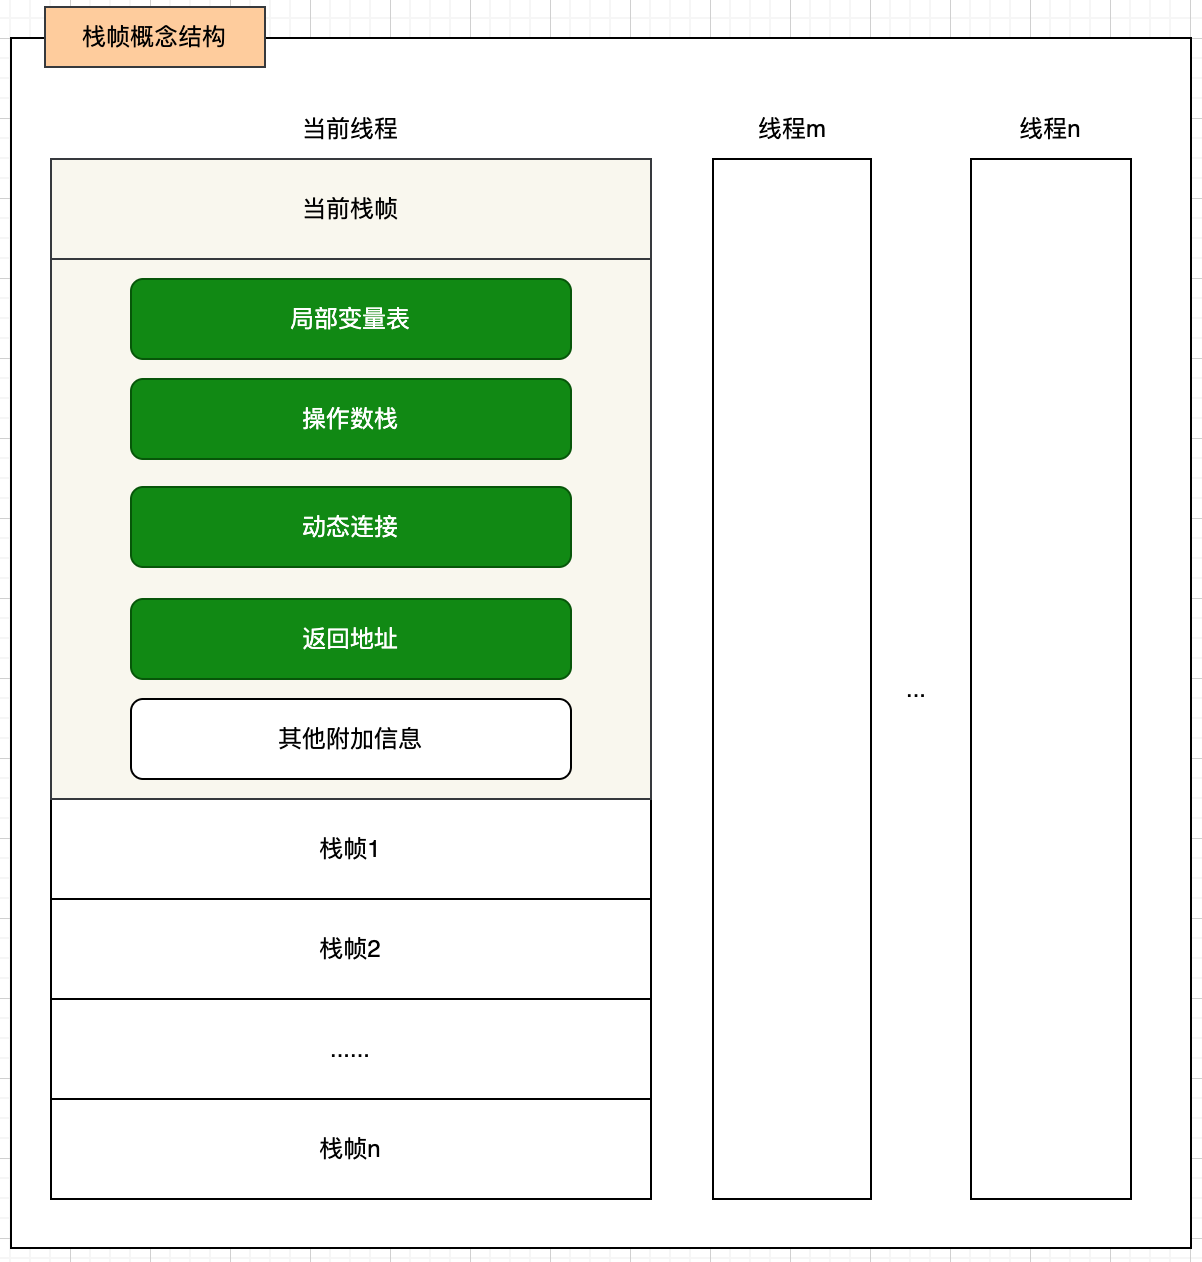 栈帧概念结构
当前线程
线程m
线程n
当前栈帧
局部变量表
操作数栈
动态连接
返回地址
...
其他附加信息
栈帧1
栈帧2
......
栈帧n